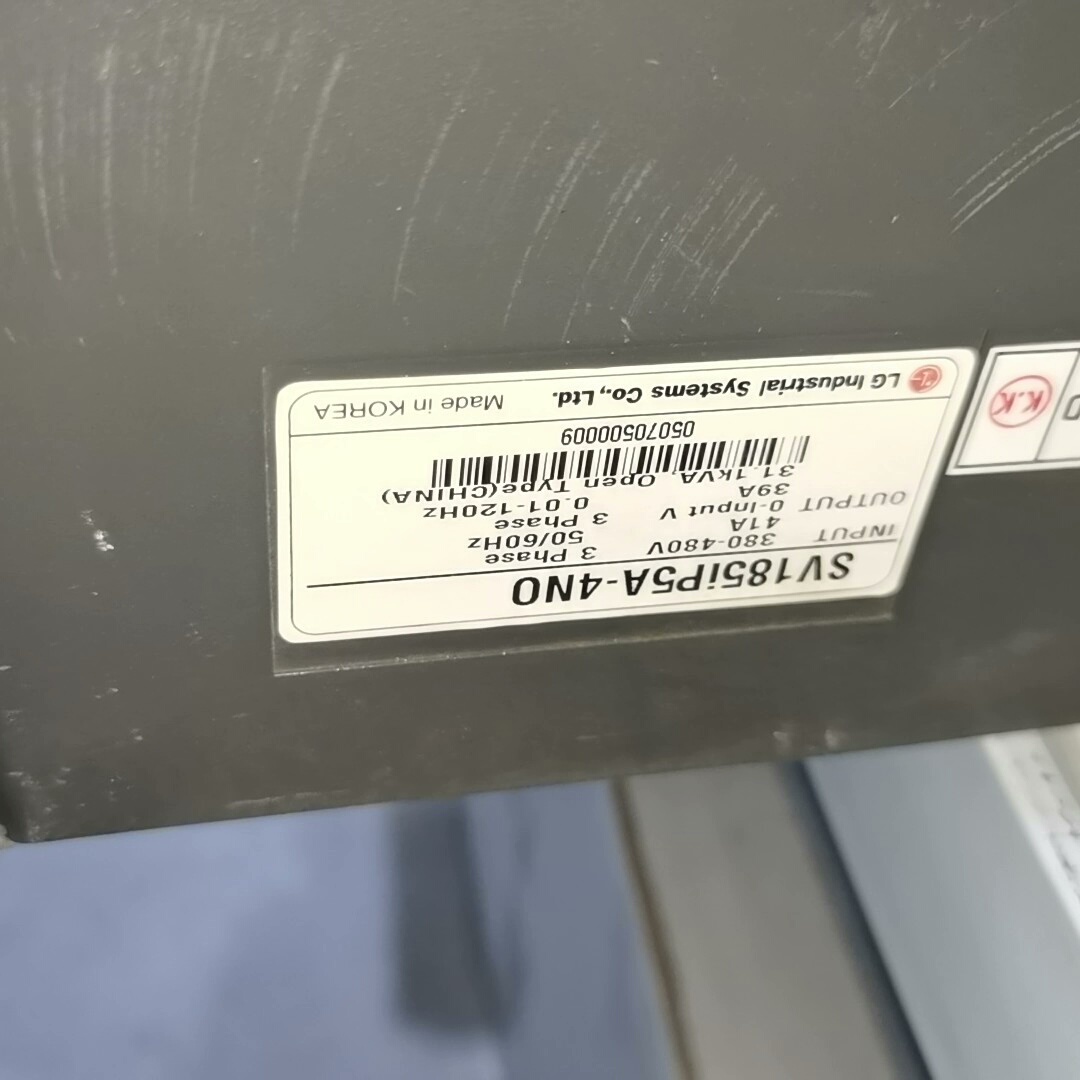 SV185iP5A-4NO
INPUT 380-480V 3 Phase
41A 50/60Hz
OUTPUT 0-Input V 3 Phase
39A 0.01-120Hz
31.1kVA, Open Type(CHINA)
05070500009
LG Industrial Systems Co., Ltd. Made in KOREA
K.K